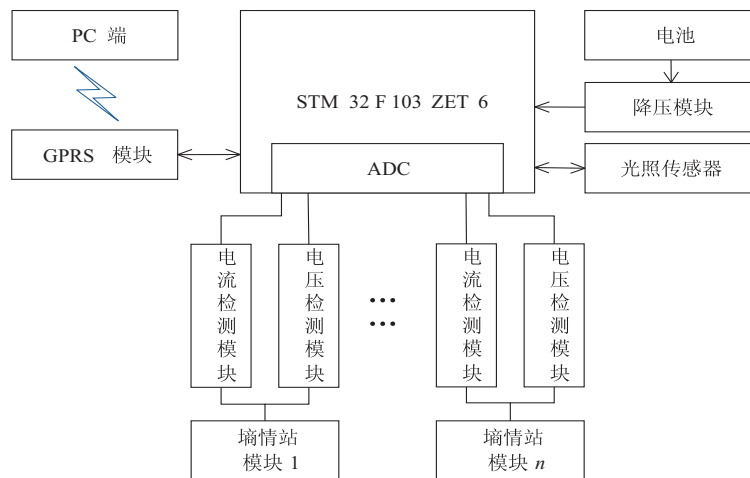 PC 端
电池
STM 32 F 103 ZET 6
降压模块
GPRS 模块
ADC
光照传感器
电流检测模块
电压检测模块
电流检测模块
电压检测模块
墒情站
模块 1
墒情站
模块 n